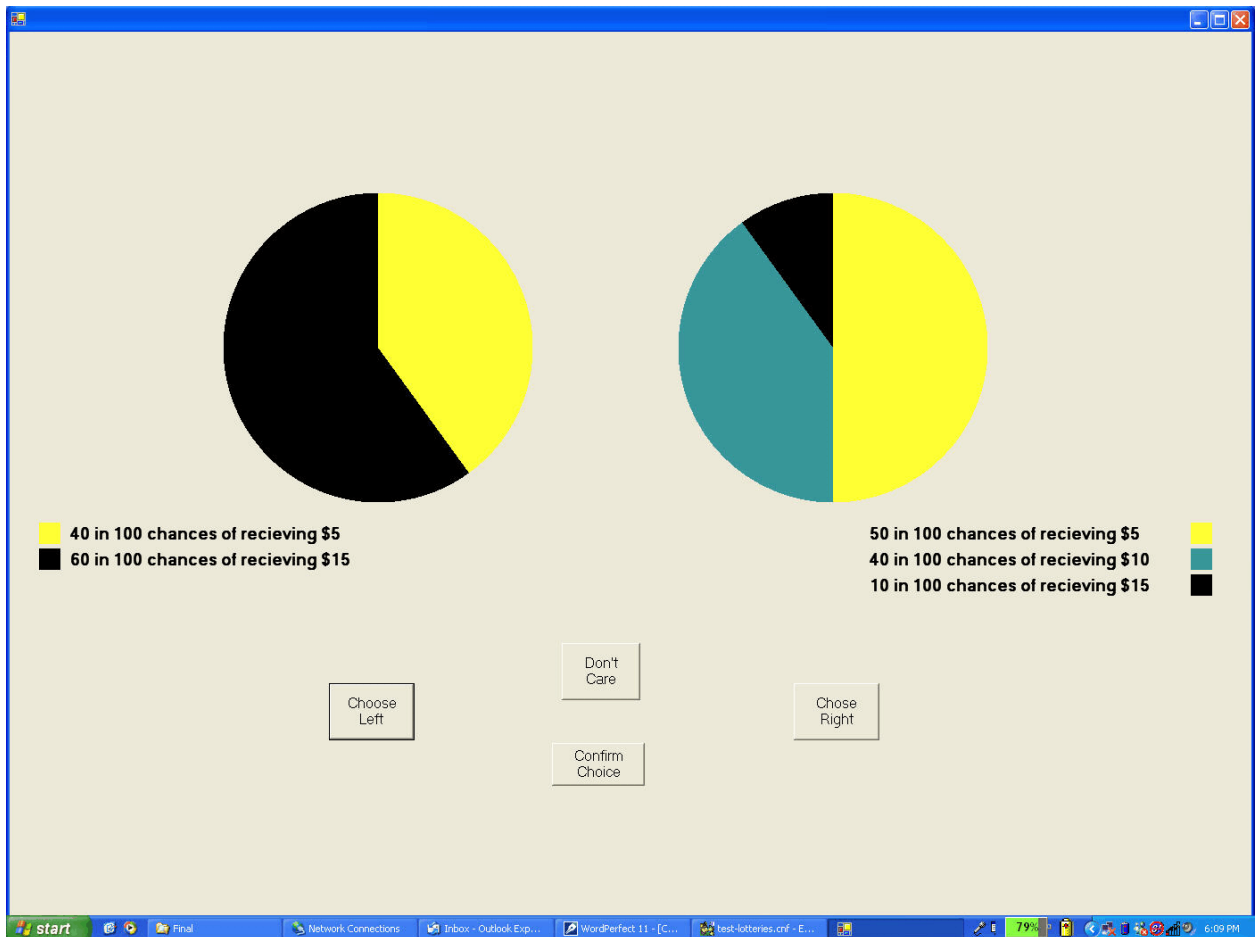 40 in 100 chances of recieving $5
60 in 100 chances of recieving $15
50 in 100 chances of recieving $5
40 in 100 chances of recieving $10
10 in 100 chances of recieving $15
Don't
Care
Choose
Left
Chose
Right
Confirm
Choice
start
Final
Network Connections
Inbox - Outlook Exp...
WordPerfect 11 - [C...
test-lotteries.cnf - E...
79%
6:09 PM